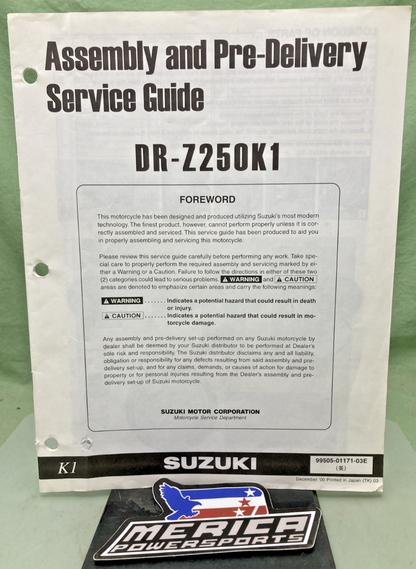 Assembly and Pre-Delivery
Service Guide
DR-Z250K1
FOREWORD
This motorcycle has been designed and produced utilizing Suzuki's most modern
technology. The finest product, however, cannot perform properly unless it is cor-
rectly assembled and serviced. This service guide has been produced to aid you
in properly assembling and servicing this motorcycle.
Please review this service guide carefully before performing any work. Take spe-
cial care to properly perform the required assembly and servicing marked by ei-
ther a Warning or a Caution. Failure to follow the directions in either of these two
(2) categories could lead to serious problems. ⚠ WARNING and ⚠ CAUTION
areas are denoted to emphasize certain areas and carry the following meanings:
⚠ WARNING ....... Indicates a potential hazard that could result in death
or injury.
⚠ CAUTION ....... Indicates a potential hazard that could result in mo-
torcycle damage.
Any assembly and pre-delivery set-up performed on any Suzuki motorcycle by
dealer shall be deemed by your Suzuki distributor to be performed at Dealer's
sole risk and responsibility. The Suzuki distributor disclaims any and all liability,
obligation or responsibility for any defects resulting from said assembly and pre-
delivery set-up, and for any claims, demands, or causes of action for damage to
property or for personal injuries resulting from the Dealer's assembly and pre-
delivery set-up of Suzuki motorcycle.
SUZUKI MOTOR CORPORATION
Motorcycle Service Department
K1
SUZUKI
99505-01171-03E
(英)
December '00 Printed in Japan (TK) 03
MERICA
POWERSPORTS